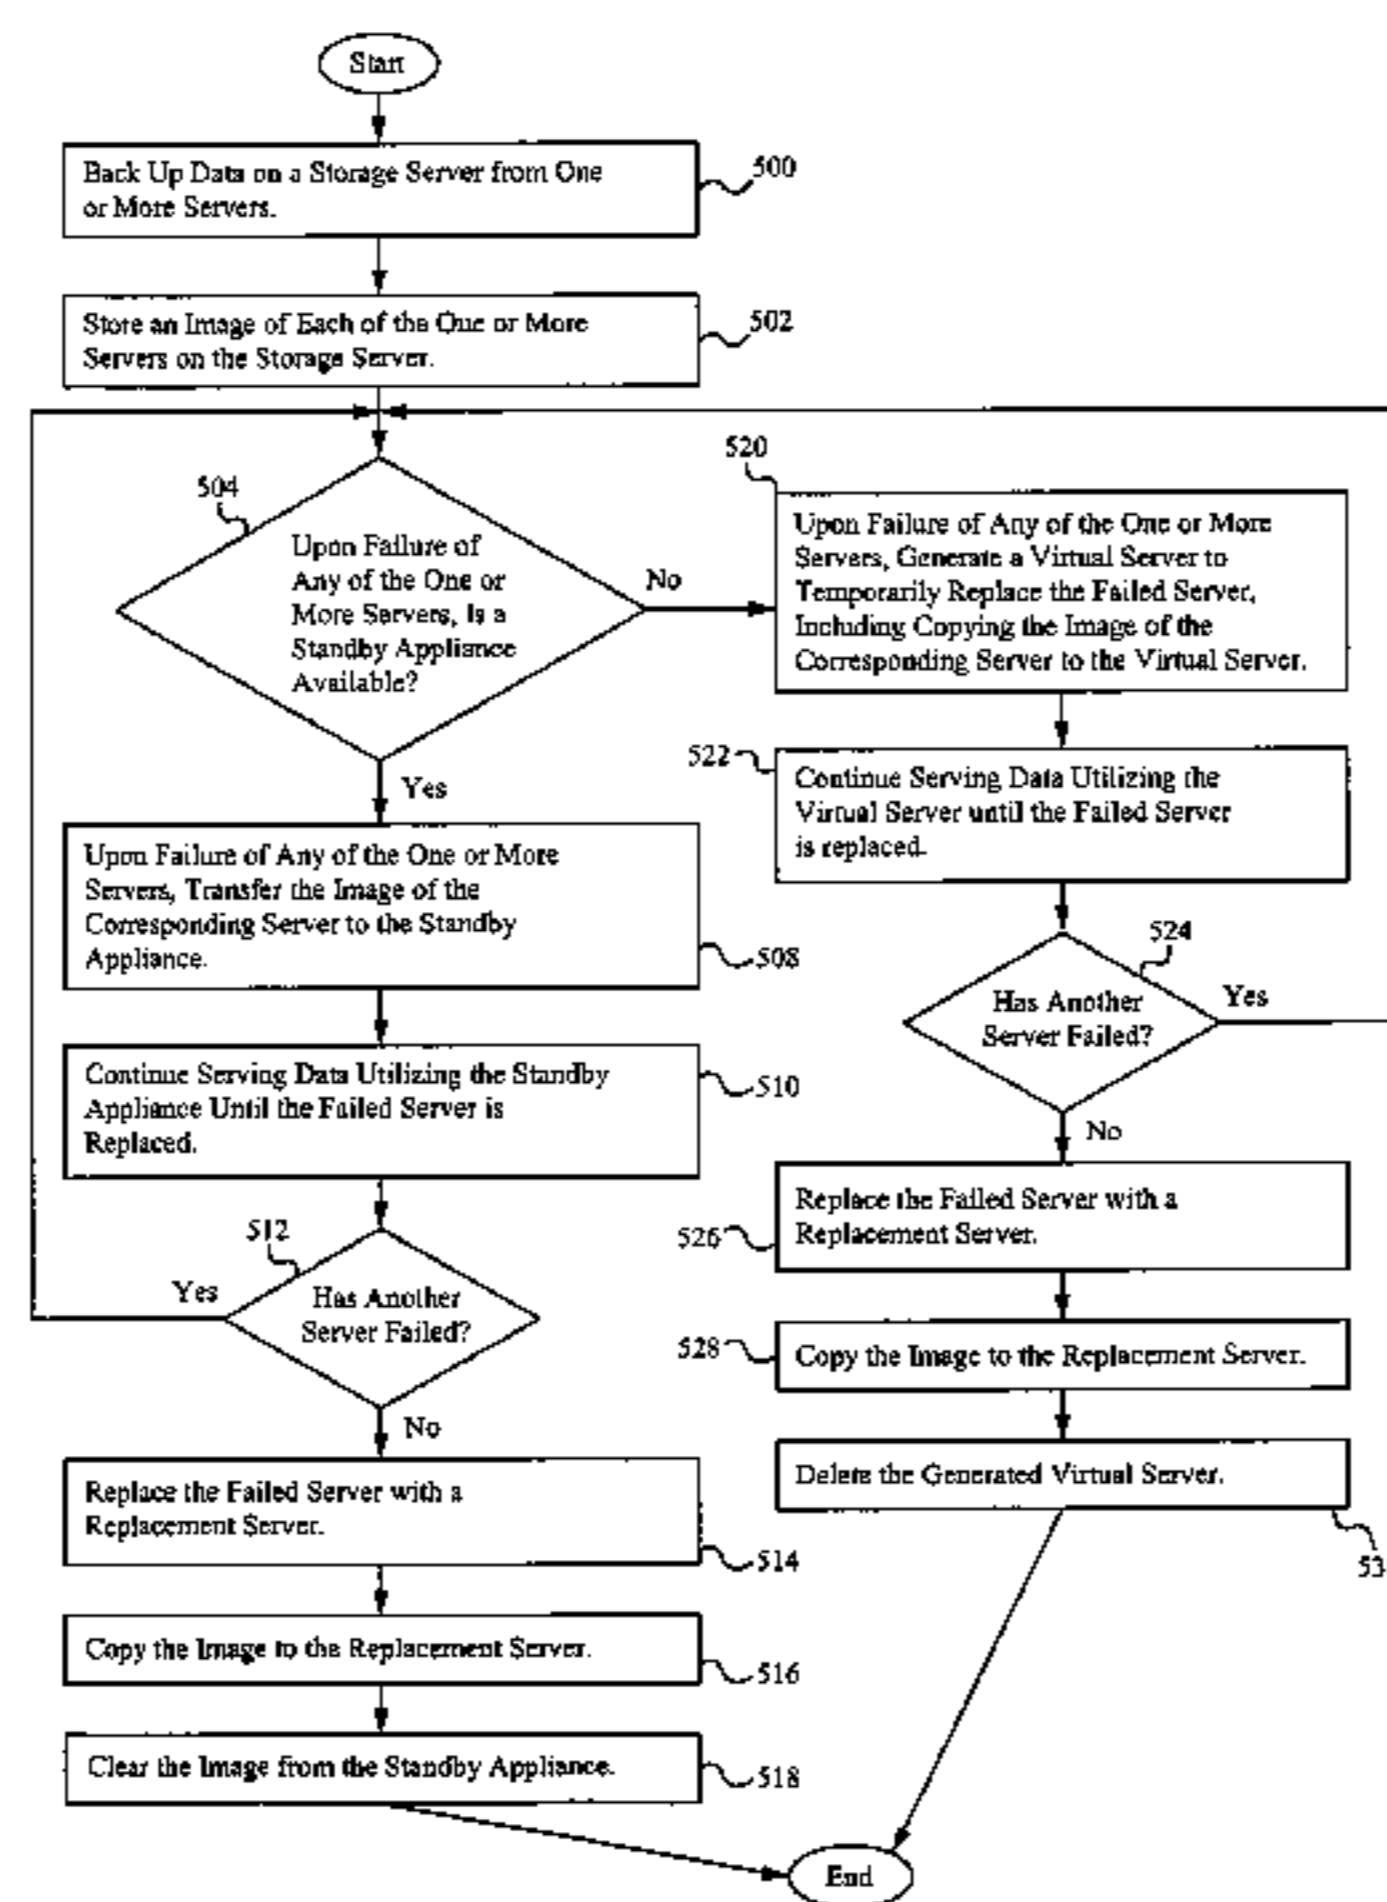 Start
Back Up Data on a Storage Server from One
or More Servers.
500
Store an Image of Each of the One or More
Servers on the Storage Server.
502
504
Upon Failure of
Any of the One or
More Servers, Is a
Standby Appliance
Available?
No
Yes
Upon Failure of Any of the One or More
Servers, Transfer the Image of the
Corresponding Server to the Standby
Appliance.
508
Continue Serving Data Utilizing the Standby
Appliance Until the Failed Server is
Replaced.
510
512
Has Another
Server Failed?
Yes
No
Replace the Failed Server with a
Replacement Server.
514
Copy the Image to the Replacement Server.
516
Clear the Image from the Standby Appliance.
518
520
Upon Failure of Any of the One or More
Servers, Generate a Virtual Server to
Temporarily Replace the Failed Server,
Including Copying the Image of the
Corresponding Server to the Virtual Server.
522
Continue Serving Data Utilizing the
Virtual Server until the Failed Server
is replaced.
524
Has Another
Server Failed?
Yes
No
Replace the Failed Server with a
Replacement Server.
526
528
Copy the Image to the Replacement Server.
Delete the Generated Virtual Server.
End